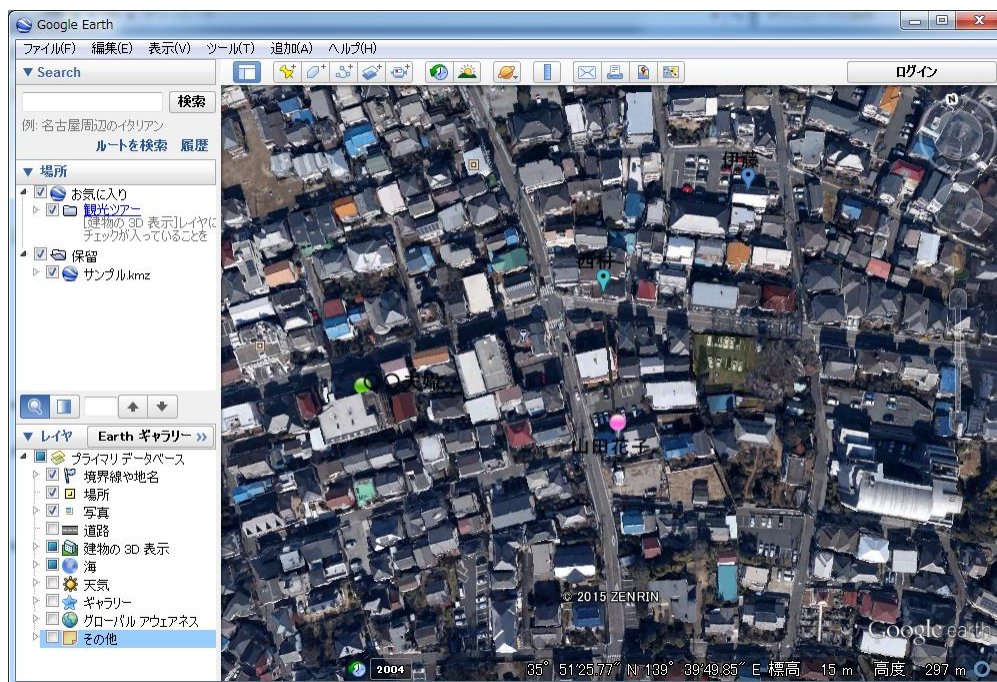 Google Earth
ファイル(F) 編集(E) 表示(V) ツール(T) 追加(A) ヘルプ(H)
▼ Search
ログイン
検索
例: 名古屋周辺のイタリアン
ルートを検索 履歴
▼ 場所
お気に入り
観光ツアー
[建物の 3D 表示]レイヤに
チェックが入っていることを
保留
サンプル.kmz
▼ レイヤ
Earth ギャラリー »
プライマリ データベース
境界線や地名
場所
写真
道路
建物の 3D 表示
海
天気
ギャラリー
グローバル アウェアネス
その他
N
伊藤
西村
〇〇夫婦
山田花子
© 2015 ZENRIN
Google earth
2004
35° 51'25.77" N 139° 39'49.85" E 標高 15 m 高度 297 m